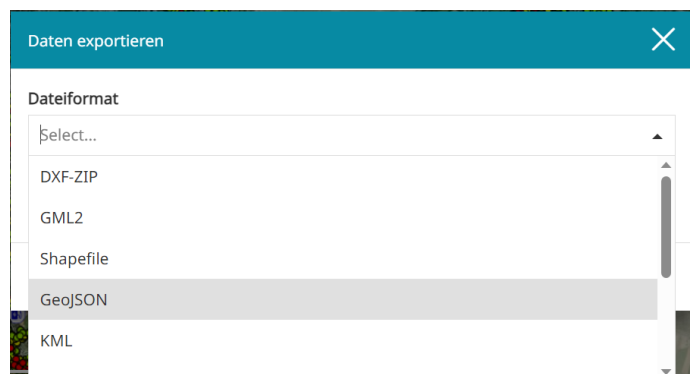 Daten exportieren
Dateiformat
Select...
DXF-ZIP
GML2
Shapefile
GeoJSON
KML